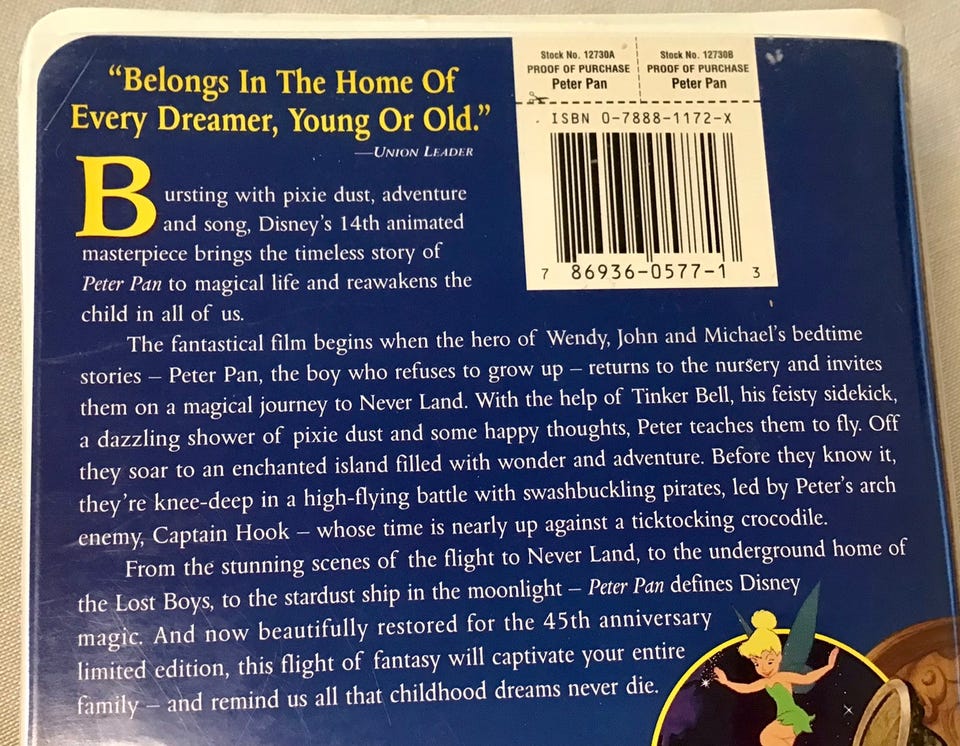 “Belongs In The Home Of
Every Dreamer, Young Or Old.”
—UNION LEADER
Stock No. 12730A
PROOF OF PURCHASE
Peter Pan
Stock No. 12730B
PROOF OF PURCHASE
Peter Pan
ISBN 0-7888-1172-X
7 86936-0577-1 3
Bursting with pixie dust, adventure
and song, Disney’s 14th animated
masterpiece brings the timeless story of
Peter Pan to magical life and reawakens the
child in all of us.
The fantastical film begins when the hero of Wendy, John and Michael’s bedtime
stories – Peter Pan, the boy who refuses to grow up – returns to the nursery and invites
them on a magical journey to Never Land. With the help of Tinker Bell, his feisty sidekick,
a dazzling shower of pixie dust and some happy thoughts, Peter teaches them to fly. Off
they soar to an enchanted island filled with wonder and adventure. Before they know it,
they’re knee-deep in a high-flying battle with swashbuckling pirates, led by Peter’s arch
enemy, Captain Hook – whose time is nearly up against a ticktocking crocodile.
From the stunning scenes of the flight to Never Land, to the underground home of
the Lost Boys, to the stardust ship in the moonlight – Peter Pan defines Disney
magic. And now beautifully restored for the 45th anniversary
limited edition, this flight of fantasy will captivate your entire
family – and remind us all that childhood dreams never die.